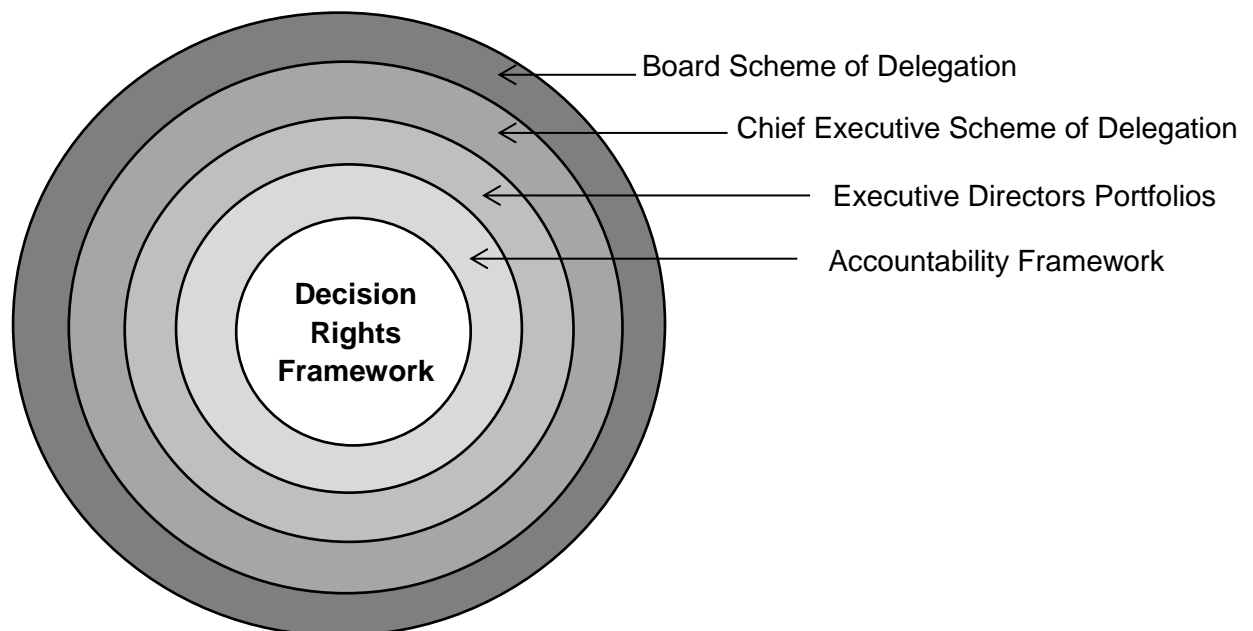 Board Scheme of Delegation
Chief Executive Scheme of Delegation
Executive Directors Portfolios
Accountability Framework
Decision
Rights
Framework